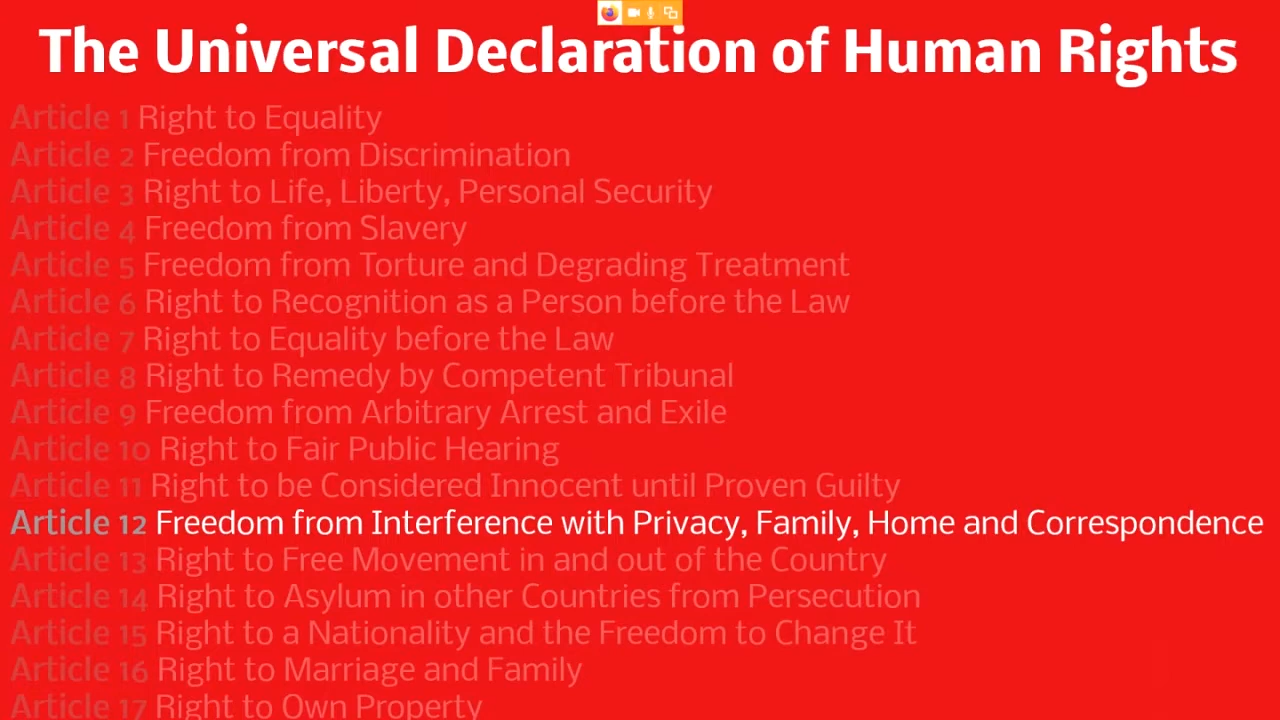 The Universal Declaration of Human Rights
Article 1 Right to Equality
Article 2 Freedom from Discrimination
Article 3 Right to Life, Liberty, Personal Security
Article 4 Freedom from Slavery
Article 5 Freedom from Torture and Degrading Treatment
Article 6 Right to Recognition as a Person before the Law
Article 7 Right to Equality before the Law
Article 8 Right to Remedy by Competent Tribunal
Article 9 Freedom from Arbitrary Arrest and Exile
Article 10 Right to Fair Public Hearing
Article 11 Right to be Considered Innocent until Proven Guilty
Article 12 Freedom from Interference with Privacy, Family, Home and Correspondence
Article 13 Right to Free Movement in and out of the Country
Article 14 Right to Asylum in other Countries from Persecution
Article 15 Right to a Nationality and the Freedom to Change It
Article 16 Right to Marriage and Family
Article 17 Right to Own Property